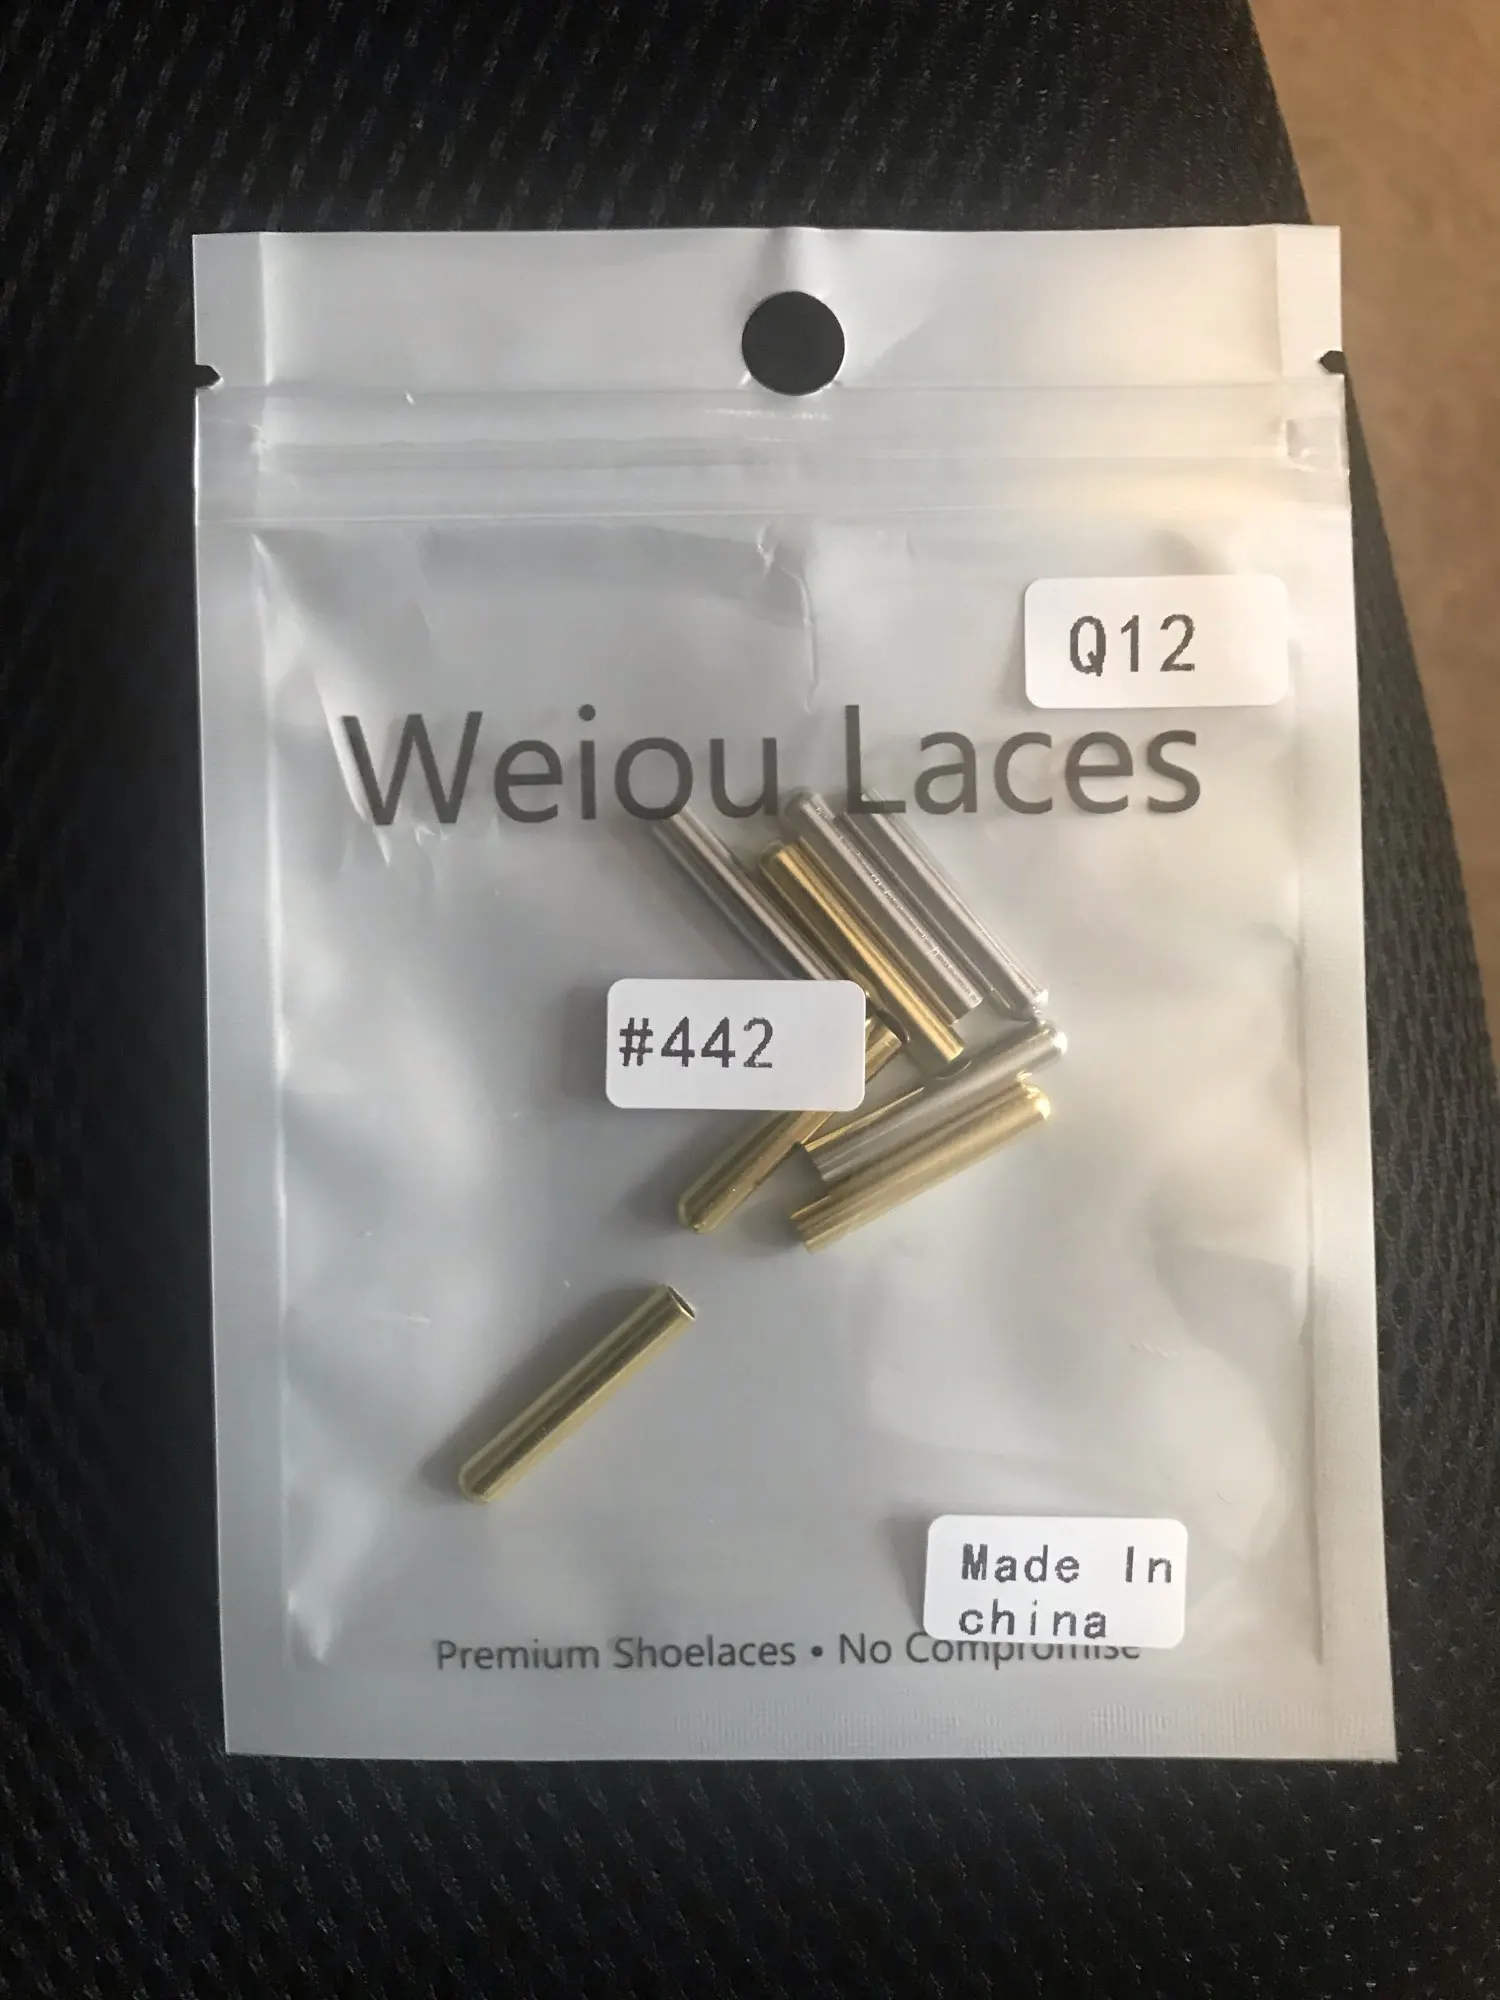 Q12
Weiou Laces
#442
Made In
china
Premium Shoelaces • No Compromise